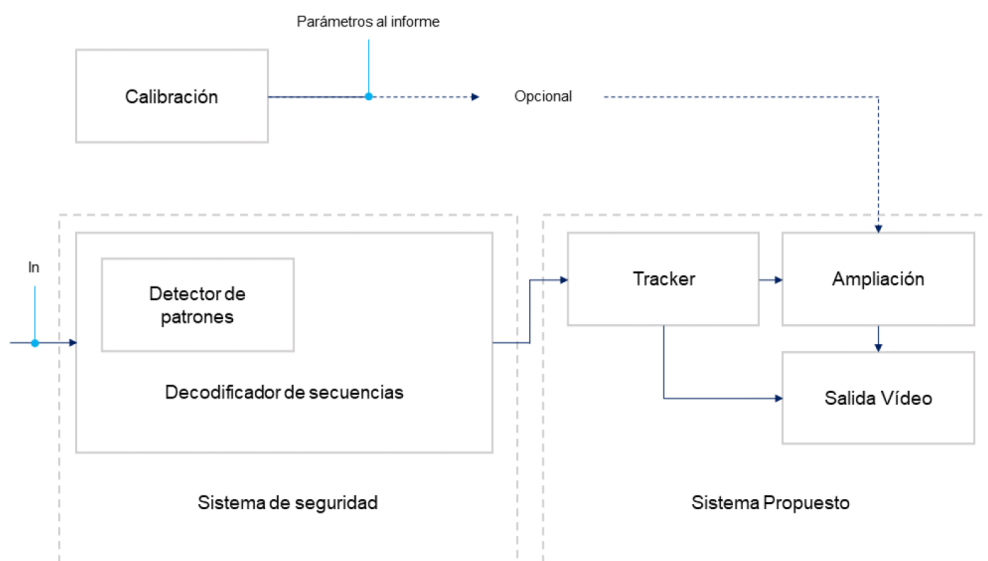 Parámetros al informe
Calibración
Opcional
In
Detector de
patrones
Decodificador de secuencias
Tracker
Ampliación
Salida Vídeo
Sistema de seguridad
Sistema Propuesto